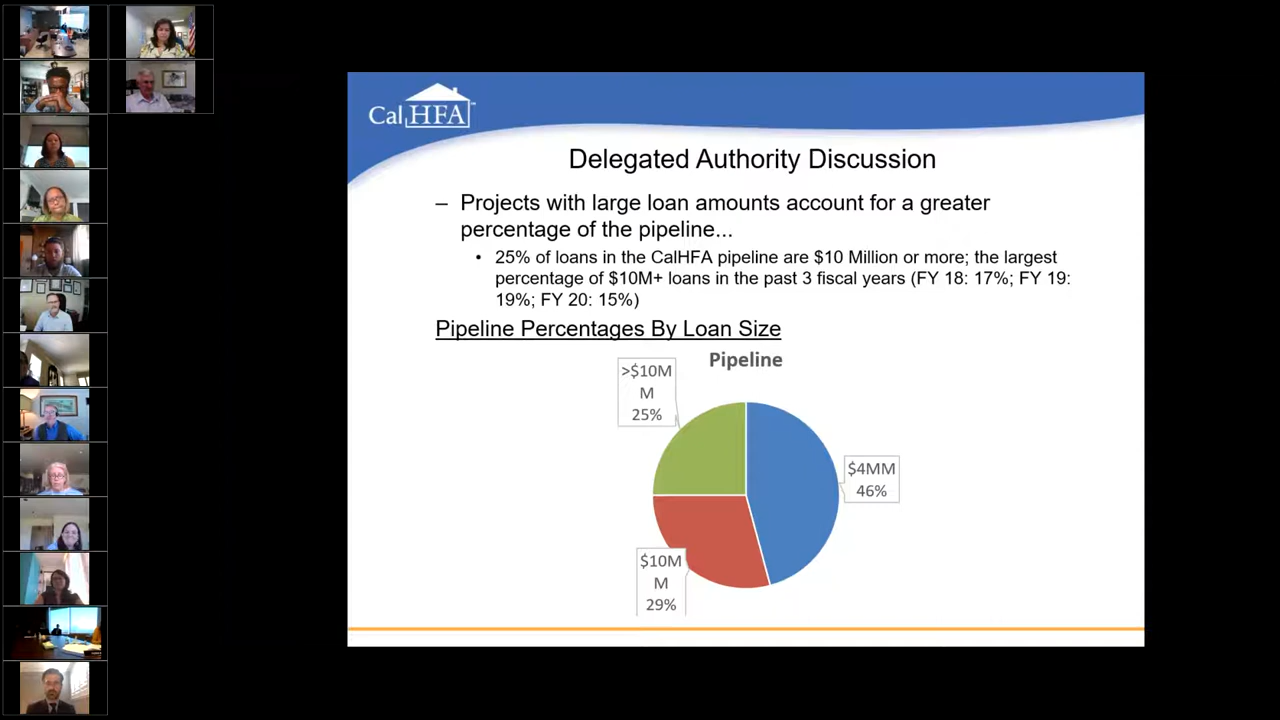 CalHFA™
Delegated Authority Discussion
– Projects with large loan amounts account for a greater
percentage of the pipeline...
• 25% of loans in the CalHFA pipeline are $10 Million or more; the largest
percentage of $10M+ loans in the past 3 fiscal years (FY 18: 17%; FY 19:
19%; FY 20: 15%)
Pipeline Percentages By Loan Size
Pipeline
>$10M
M
25%
$4MM
46%
$10M
M
29%